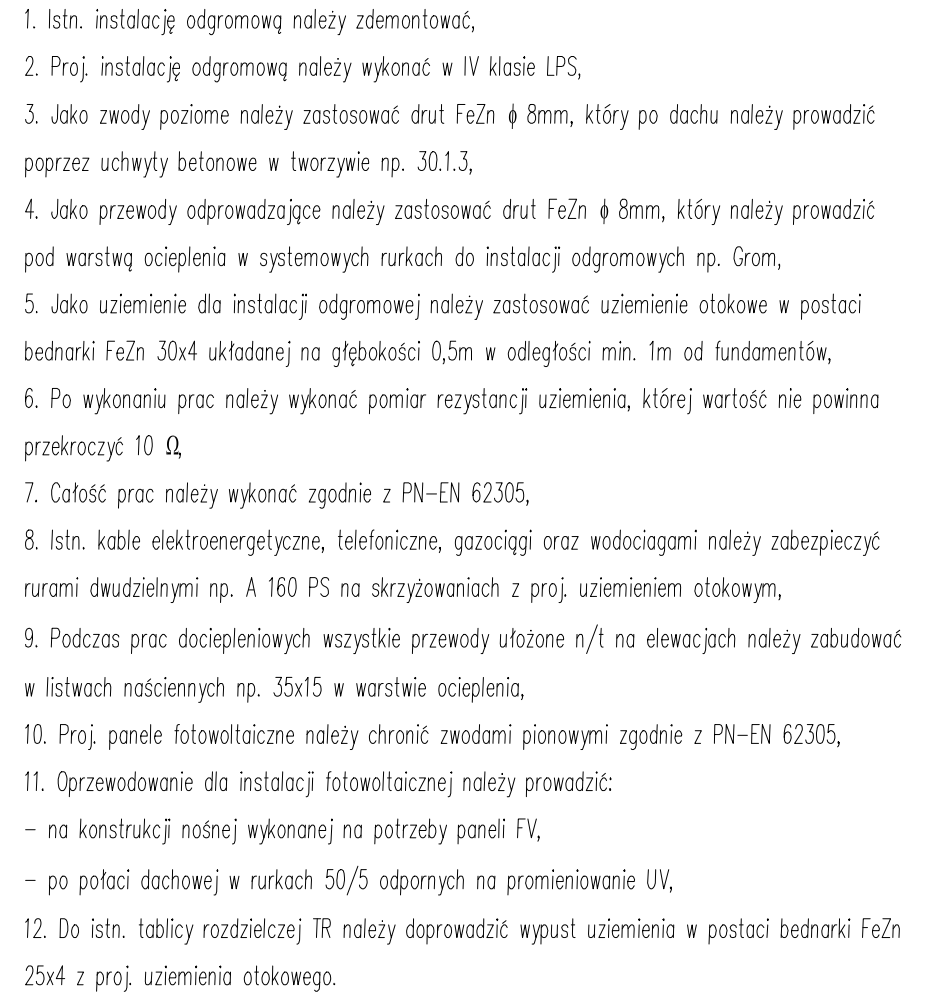 1. Istn. instalację odgromową należy zdemontować,
2. Proj. instalację odgromową należy wykonać w IV klasie LPS,
3. Jako zwody poziome należy zastosować drut FeZn ϕ 8mm, który po dachu należy prowadzić
poprzez uchwyty betonowe w tworzywie np. 30.1.3,
4. Jako przewody odprowadzające należy zastosować drut FeZn ϕ 8mm, który należy prowadzić
pod warstwą ocieplenia w systemowych rurkach do instalacji odgromowych np. Grom,
5. Jako uziemienie dla instalacji odgromowej należy zastosować uziemienie otokowe w postaci
bednarki FeZn 30x4 układanej na głębokości 0,5m w odległości min. 1m od fundamentów,
6. Po wykonaniu prac należy wykonać pomiar rezystancji uziemienia, której wartość nie powinna
przekroczyć 10 Ω,
7. Całość prac należy wykonać zgodnie z PN-EN 62305,
8. Istn. kable elektroenergetyczne, telefoniczne, gazociągi oraz wodociagami należy zabezpieczyć
rurami dwudzielnymi np. A 160 PS na skrzyżowaniach z proj. uziemieniem otokowym,
9. Podczas prac dociepleniowych wszystkie przewody ułożone n/t na elewacjach należy zabudować
w listwach naściennych np. 35x15 w warstwie ocieplenia,
10. Proj. panele fotowoltaiczne należy chronić zwodami pionowymi zgodnie z PN-EN 62305,
11. Oprzewodowanie dla instalacji fotowoltaicznej należy prowadzić:
- na konstrukcji nośnej wykonanej na potrzeby paneli FV,
- po połaci dachowej w rurkach 50/5 odpornych na promieniowanie UV,
12. Do istn. tablicy rozdzielczej TR należy doprowadzić wypust uziemienia w postaci bednarki FeZn
25x4 z proj. uziemienia otokowego.